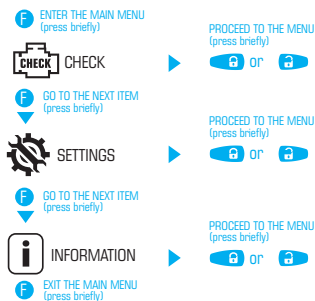 F ENTER THE MAIN MENU
(press briefly)
PROCEED TO THE MENU
(press briefly)
CHECK CHECK
or
F GO TO THE NEXT ITEM
(press briefly)
PROCEED TO THE MENU
(press briefly)
SETTINGS
or
F GO TO THE NEXT ITEM
(press briefly)
PROCEED TO THE MENU
(press briefly)
i INFORMATION
or
F EXIT THE MAIN MENU
(press briefly)